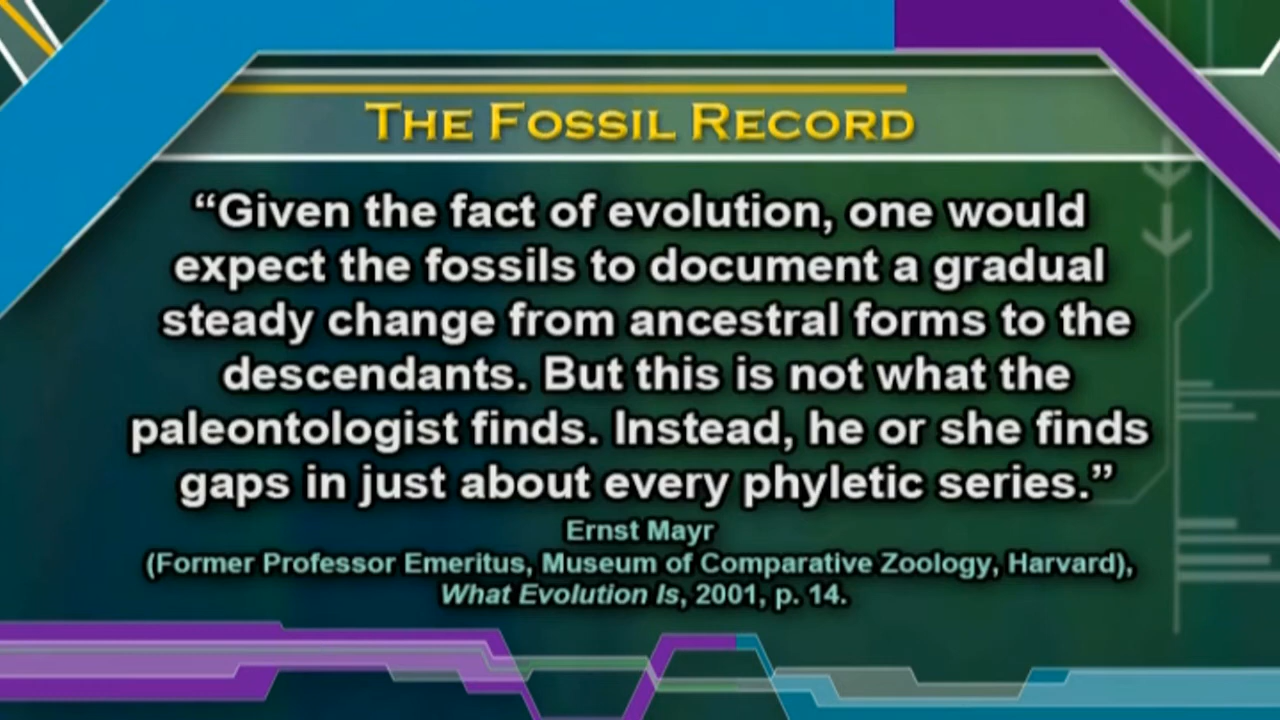 The Fossil Record
“Given the fact of evolution, one would
expect the fossils to document a gradual
steady change from ancestral forms to the
descendants. But this is not what the
paleontologist finds. Instead, he or she finds
gaps in just about every phyletic series.”
Ernst Mayr
(Former Professor Emeritus, Museum of Comparative Zoology, Harvard),
What Evolution Is, 2001, p. 14.